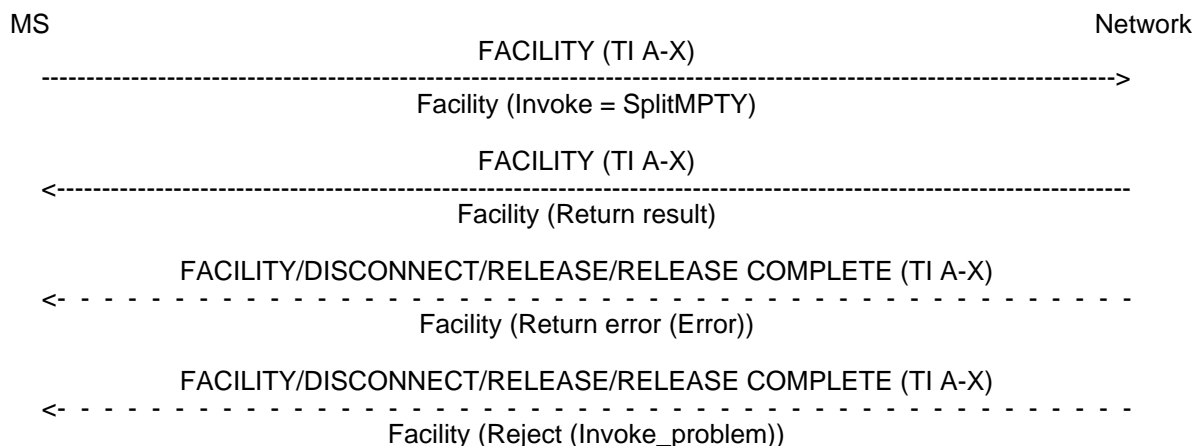 MS Network
FACILITY (TI A-X)
------------------------------------------------------------------------------------------------------------------------>
Facility (Invoke = SplitMPTY)
FACILITY (TI A-X)
<------------------------------------------------------------------------------------------------------------------------
Facility (Return result)
FACILITY/DISCONNECT/RELEASE/RELEASE COMPLETE (TI A-X)
<- - - - - - - - - - - - - - - - - - - - - - - - - - - - - - - - - - - - - - - - - - - - - -
Facility (Return error (Error))
FACILITY/DISCONNECT/RELEASE/RELEASE COMPLETE (TI A-X)
<- - - - - - - - - - - - - - - - - - - - - - - - - - - - - - - - - - - - - - - - - - - - - -
Facility (Reject (Invoke_problem))